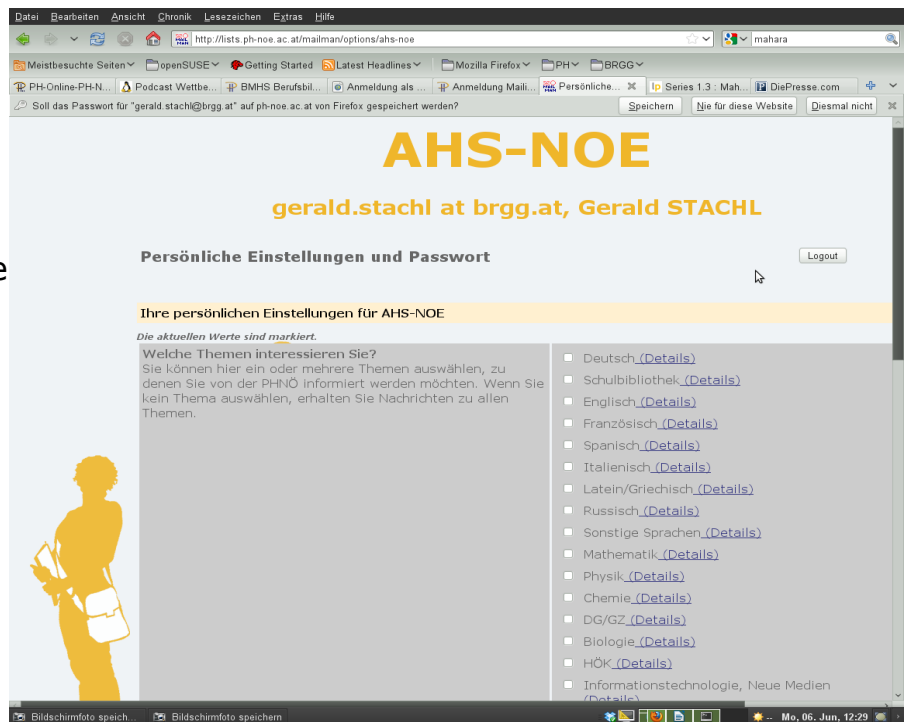 Datei Bearbeiten Ansicht Chronik Lesezeichen Extras Hilfe
http://lists.ph-noe.ac.at/mailman/options/ahs-noe
mahara
Meistbesuchte Seiten openSUSE Getting Started Latest Headlines Mozilla Firefox PH BRGG
PH-Online-PH-N... Podcast Wettbe... BMHS Berufsbil... Anmeldung als ... Anmeldung Maili... Persönliche... Series 1.3 : Mah... DiePresse.com
Soll das Passwort für "gerald.stachl@brgg.at" auf ph-noe.ac.at von Firefox gespeichert werden? Speichern Nie für diese Website Diesmal nicht
AHS-NOE
gerald.stachl at brgg.at, Gerald STACHL
e
Persönliche Einstellungen und Passwort
Logout
Ihre persönlichen Einstellungen für AHS-NOE
Die aktuellen Werte sind markiert.
Welche Themen interessieren Sie?
Sie können hier ein oder mehrere Themen auswählen, zu
denen Sie von der PHNÖ informiert werden möchten. Wenn Sie
kein Thema auswählen, erhalten Sie Nachrichten zu allen
Themen.
Deutsch (Details)
Schulbibliothek (Details)
Englisch (Details)
Französisch (Details)
Spanisch (Details)
Italienisch (Details)
Latein/Griechisch (Details)
Russisch (Details)
Sonstige Sprachen (Details)
Mathematik (Details)
Physik (Details)
Chemie (Details)
DG/GZ (Details)
Biologie (Details)
HÖK (Details)
Informationstechnologie, Neue Medien
(Details)
Bildschirmfoto speich... Bildschirmfoto speichern -- Mo, 06. Jun, 12:29